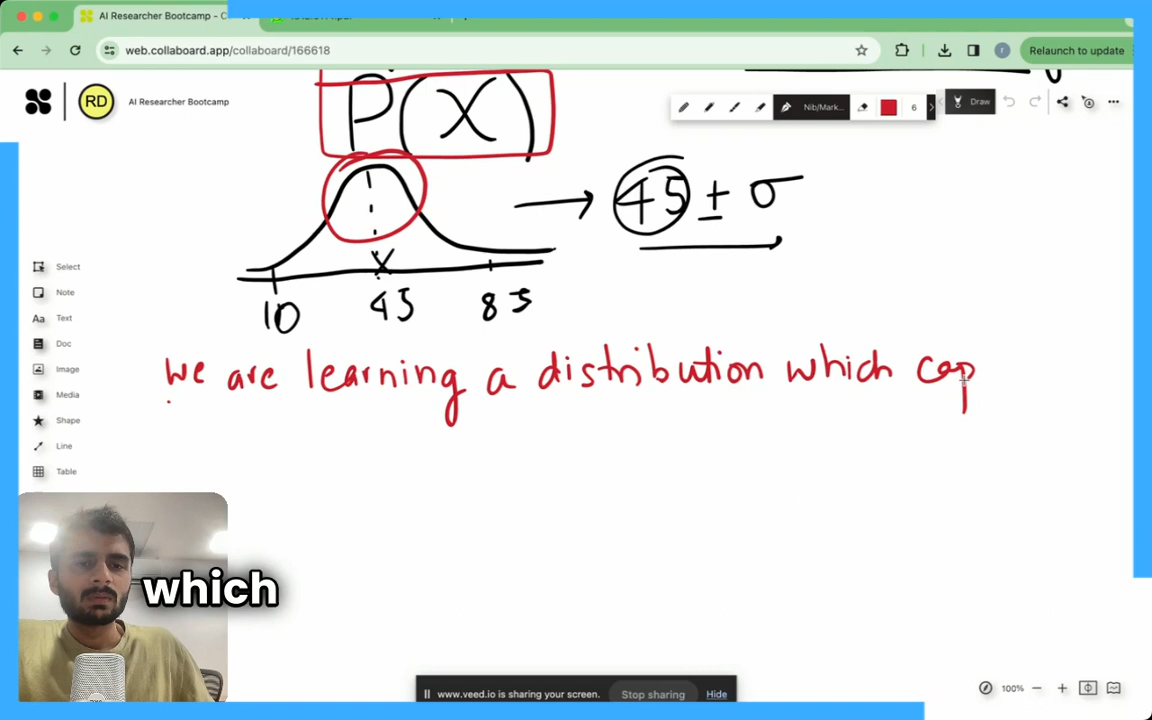 AI Researcher Bootcamp - C
web.collaboard.app/collaboard/166618
Relaunch to update
RD
AI Researcher Bootcamp
Nib/Mark...
6
Draw
P(X)
45 ± σ
10
45
85
we are learning a distribution which cap
Select
Note
Text
Doc
Image
Media
Shape
Line
Table
which
www.veed.io is sharing your screen.
Stop sharing
Hide
100%